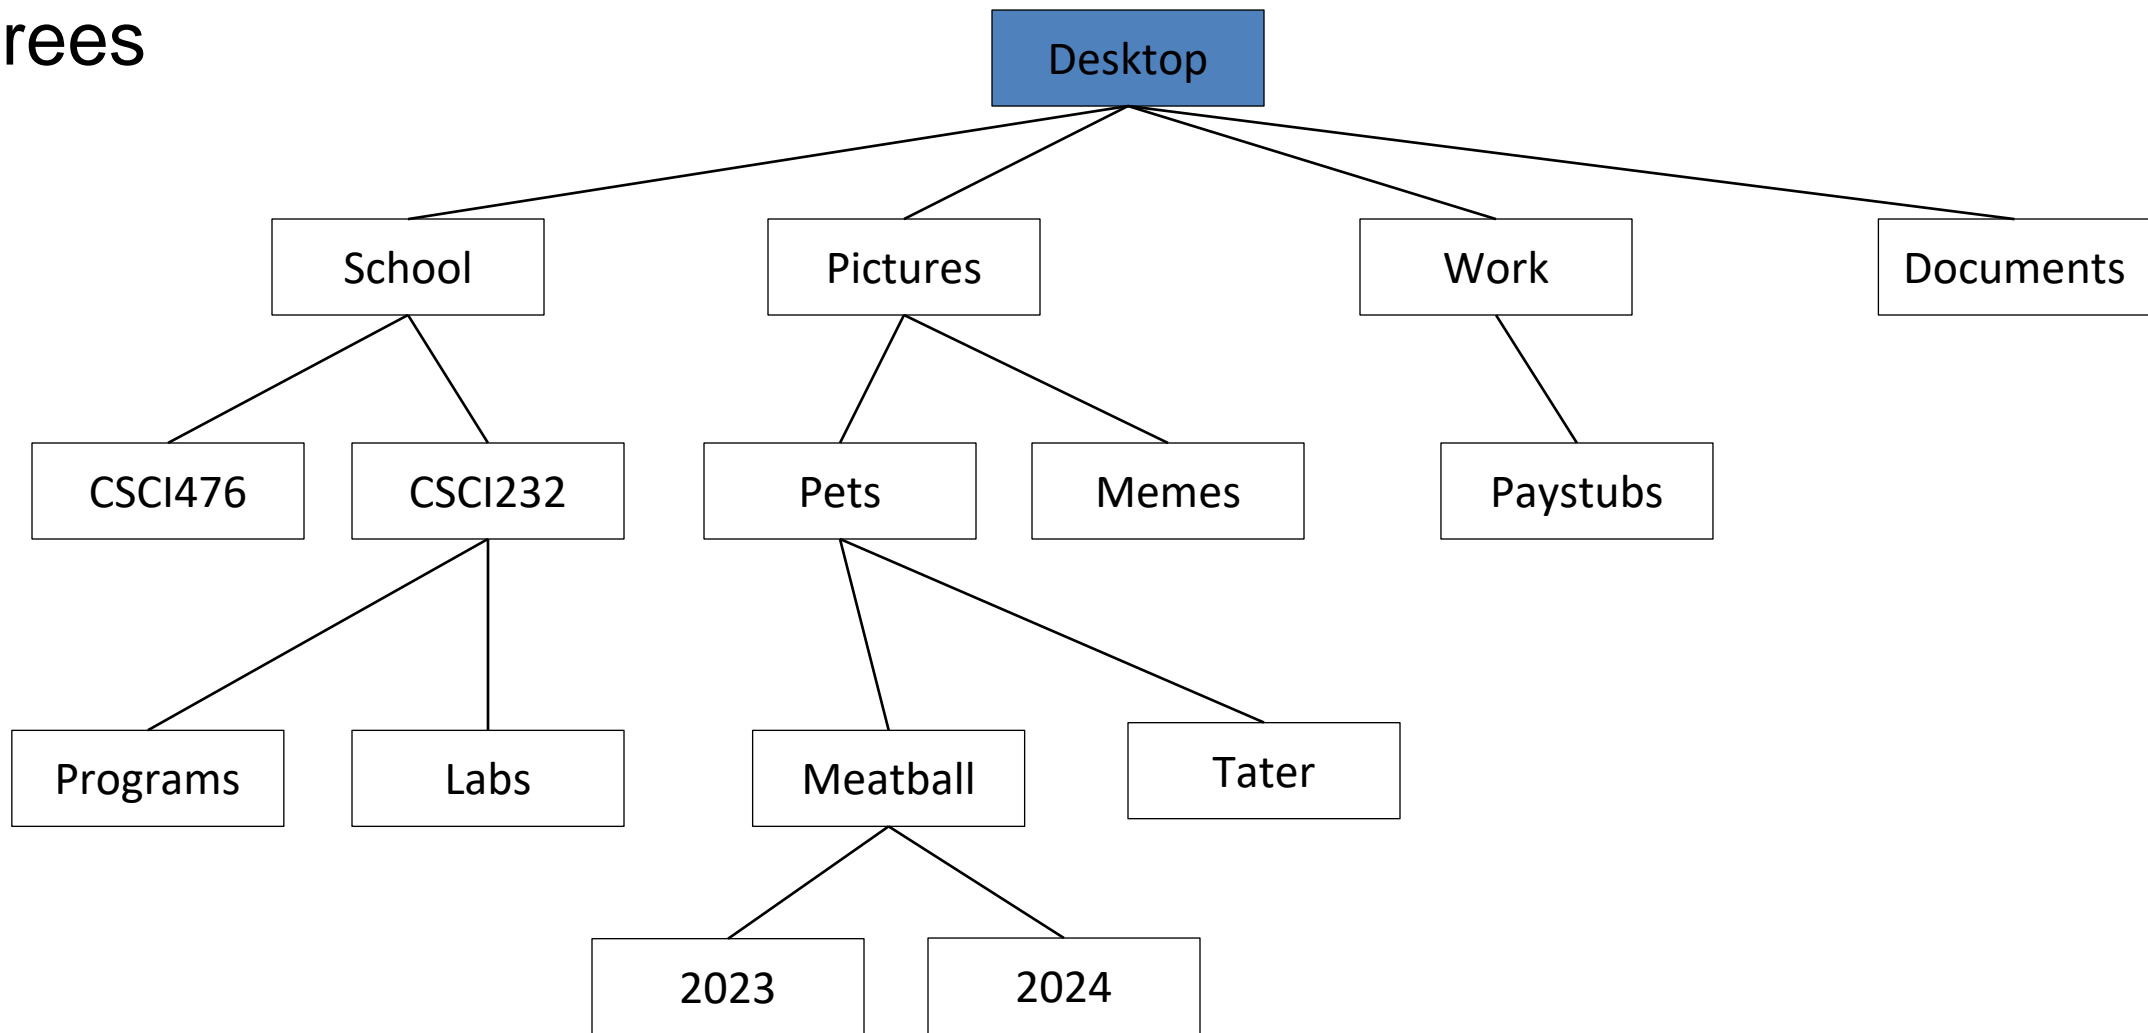 rees
Desktop
School
Pictures
Work
Documents
CSCI476
CSCI232
Pets
Memes
Paystubs
Programs
Labs
Meatball
Tater
2023
2024